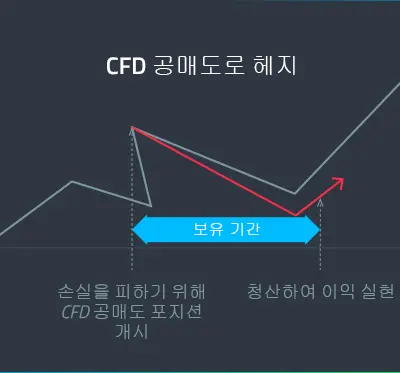 CFD 공매도로 헤지
보유 기간
손실을 피하기 위해
CFD 공매도 포지션
개시
청산하여 이익 실현